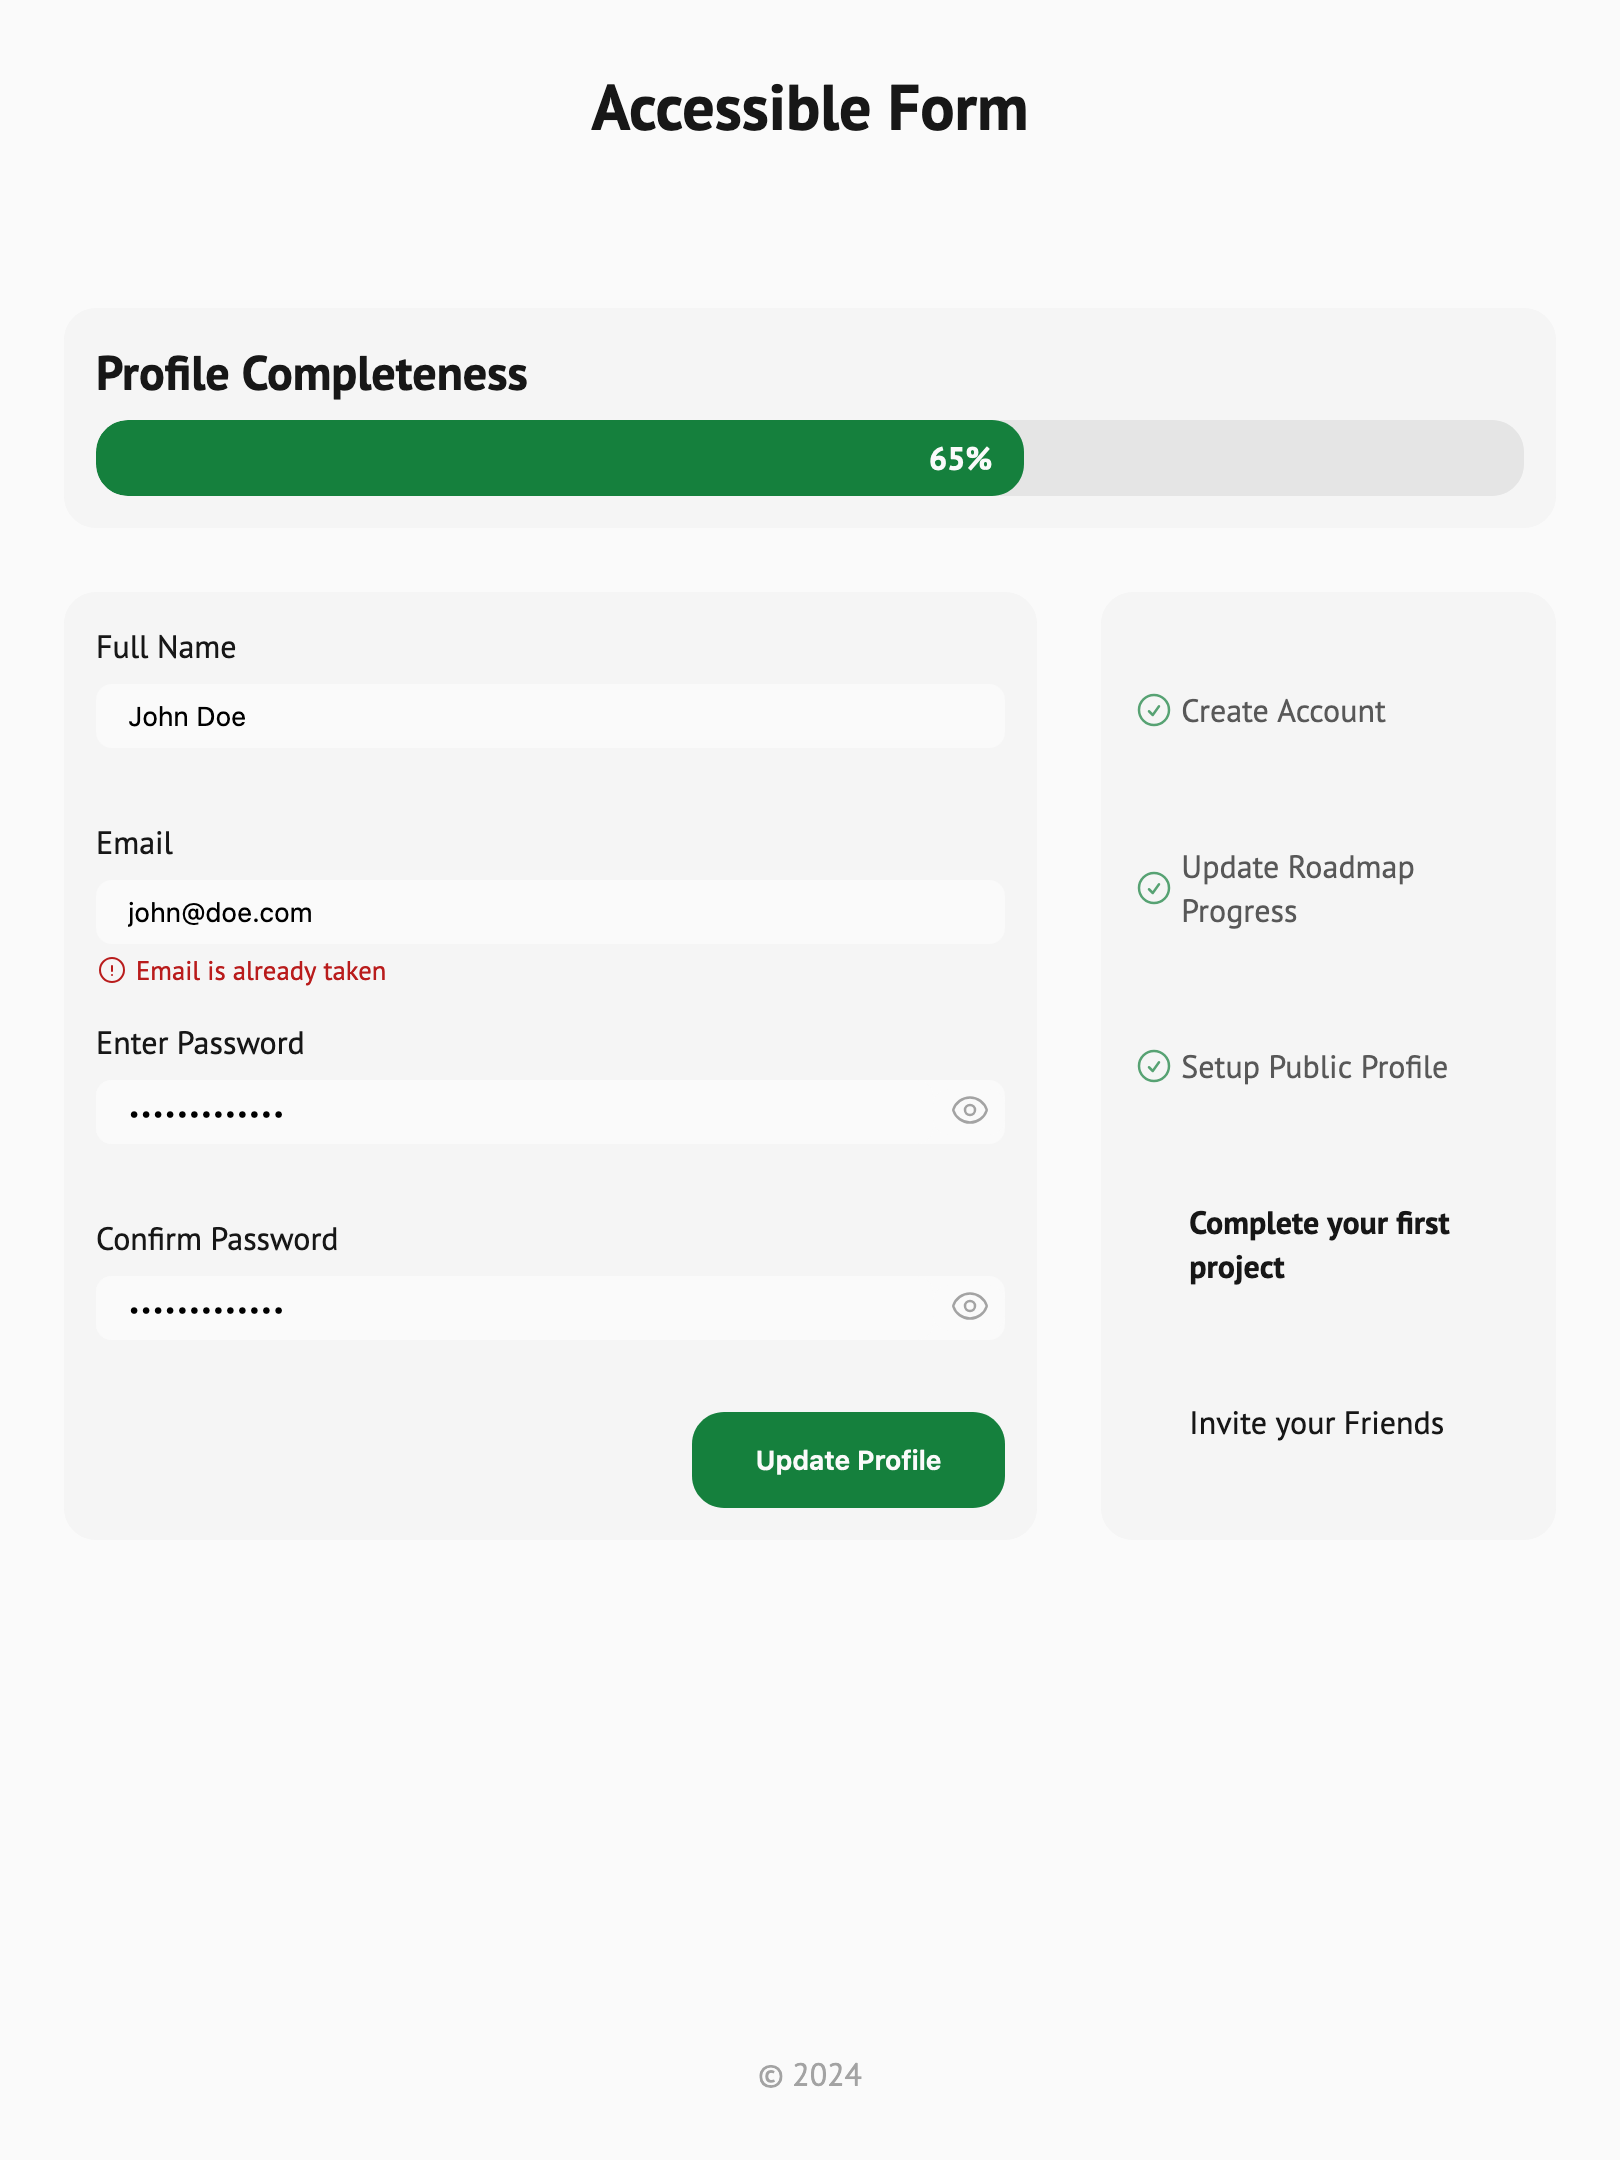 Accessible Form
Profile Completeness
65%
Full Name
John Doe
Email
john@doe.com
Email is already taken
Enter Password
•••••••••••••
Confirm Password
•••••••••••••
Update Profile
Create Account
Update Roadmap
Progress
Setup Public Profile
Complete your first
project
Invite your Friends
© 2024